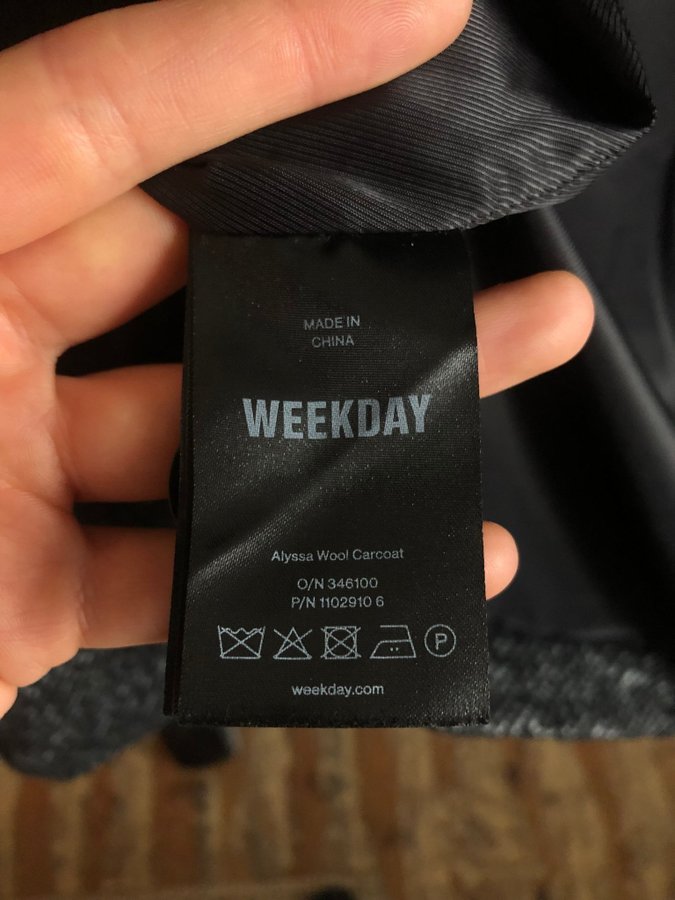 MADE IN
CHINA
WEEKDAY
Alyssa Wool Carcoat
O/N 346100
P/N 1102910 6
P
weekday.com